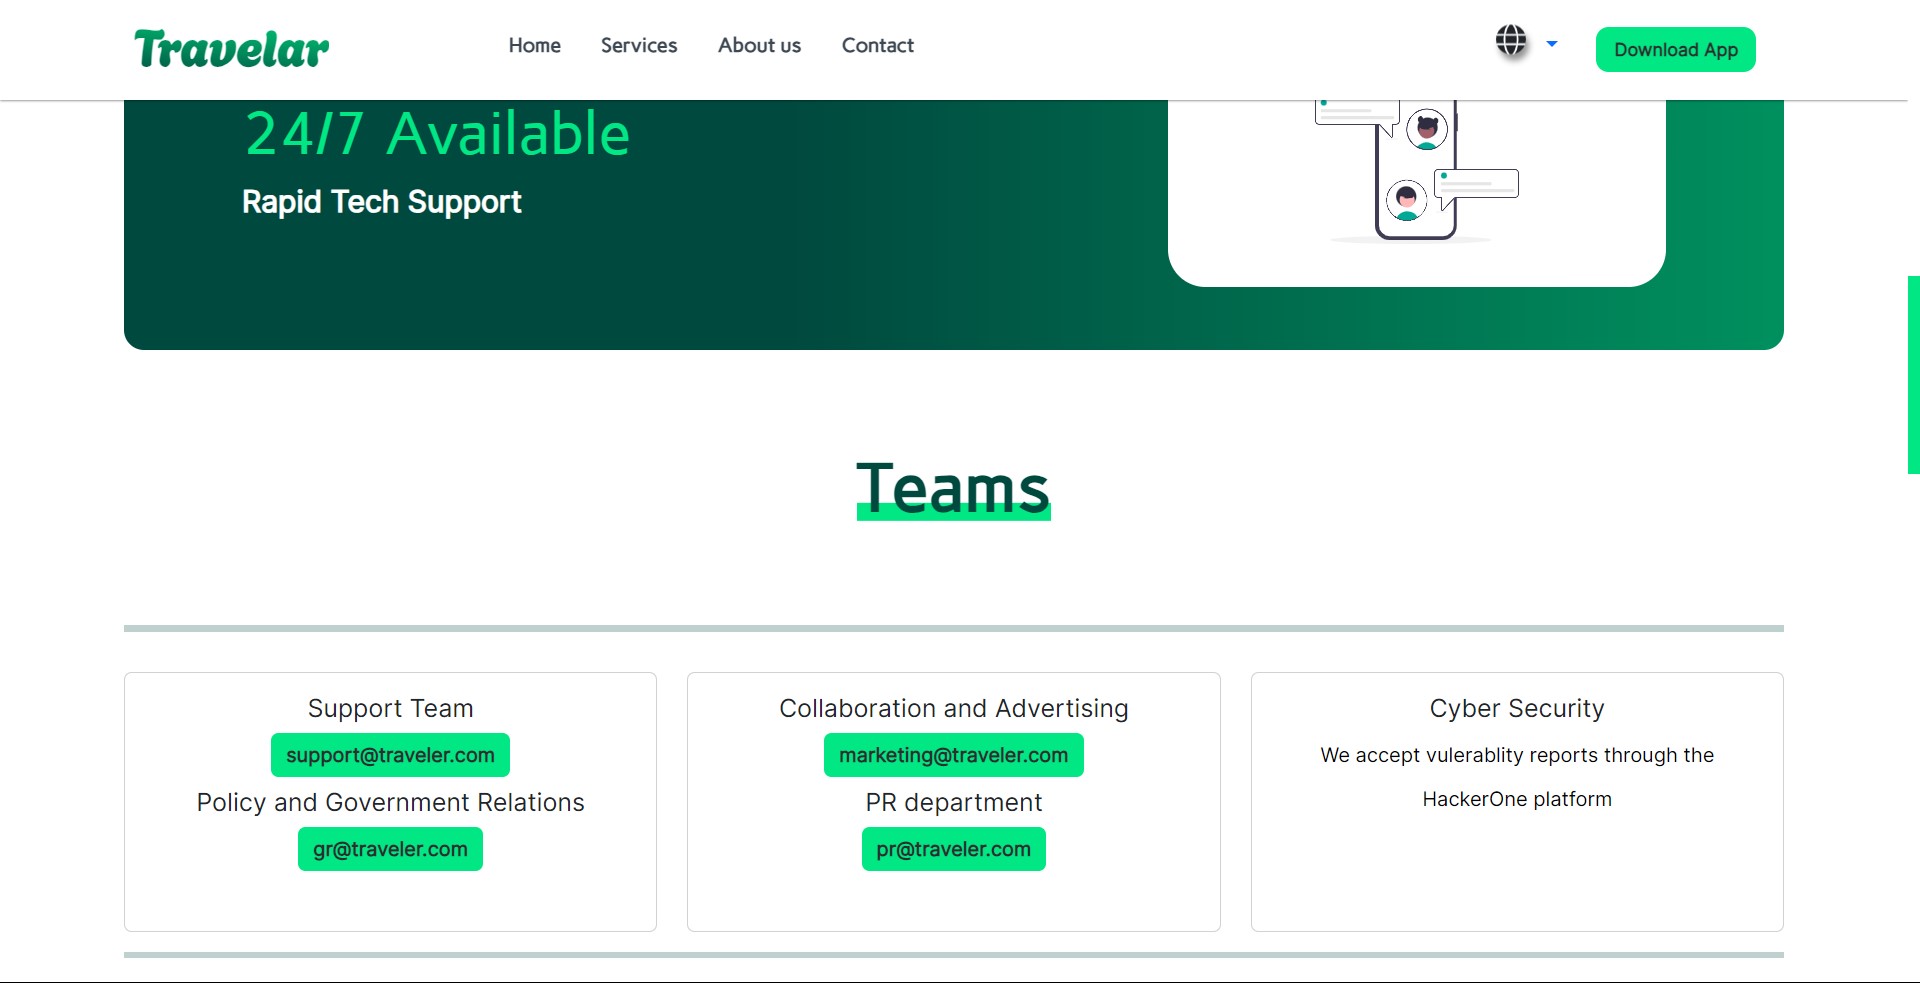 Travelar
Home Services About us Contact
Download App
24/7 Available
Rapid Tech Support
Teams
Support Team
support@traveler.com
Policy and Government Relations
gr@traveler.com
Collaboration and Advertising
marketing@traveler.com
PR department
pr@traveler.com
Cyber Security
We accept vulerablity reports through the
HackerOne platform